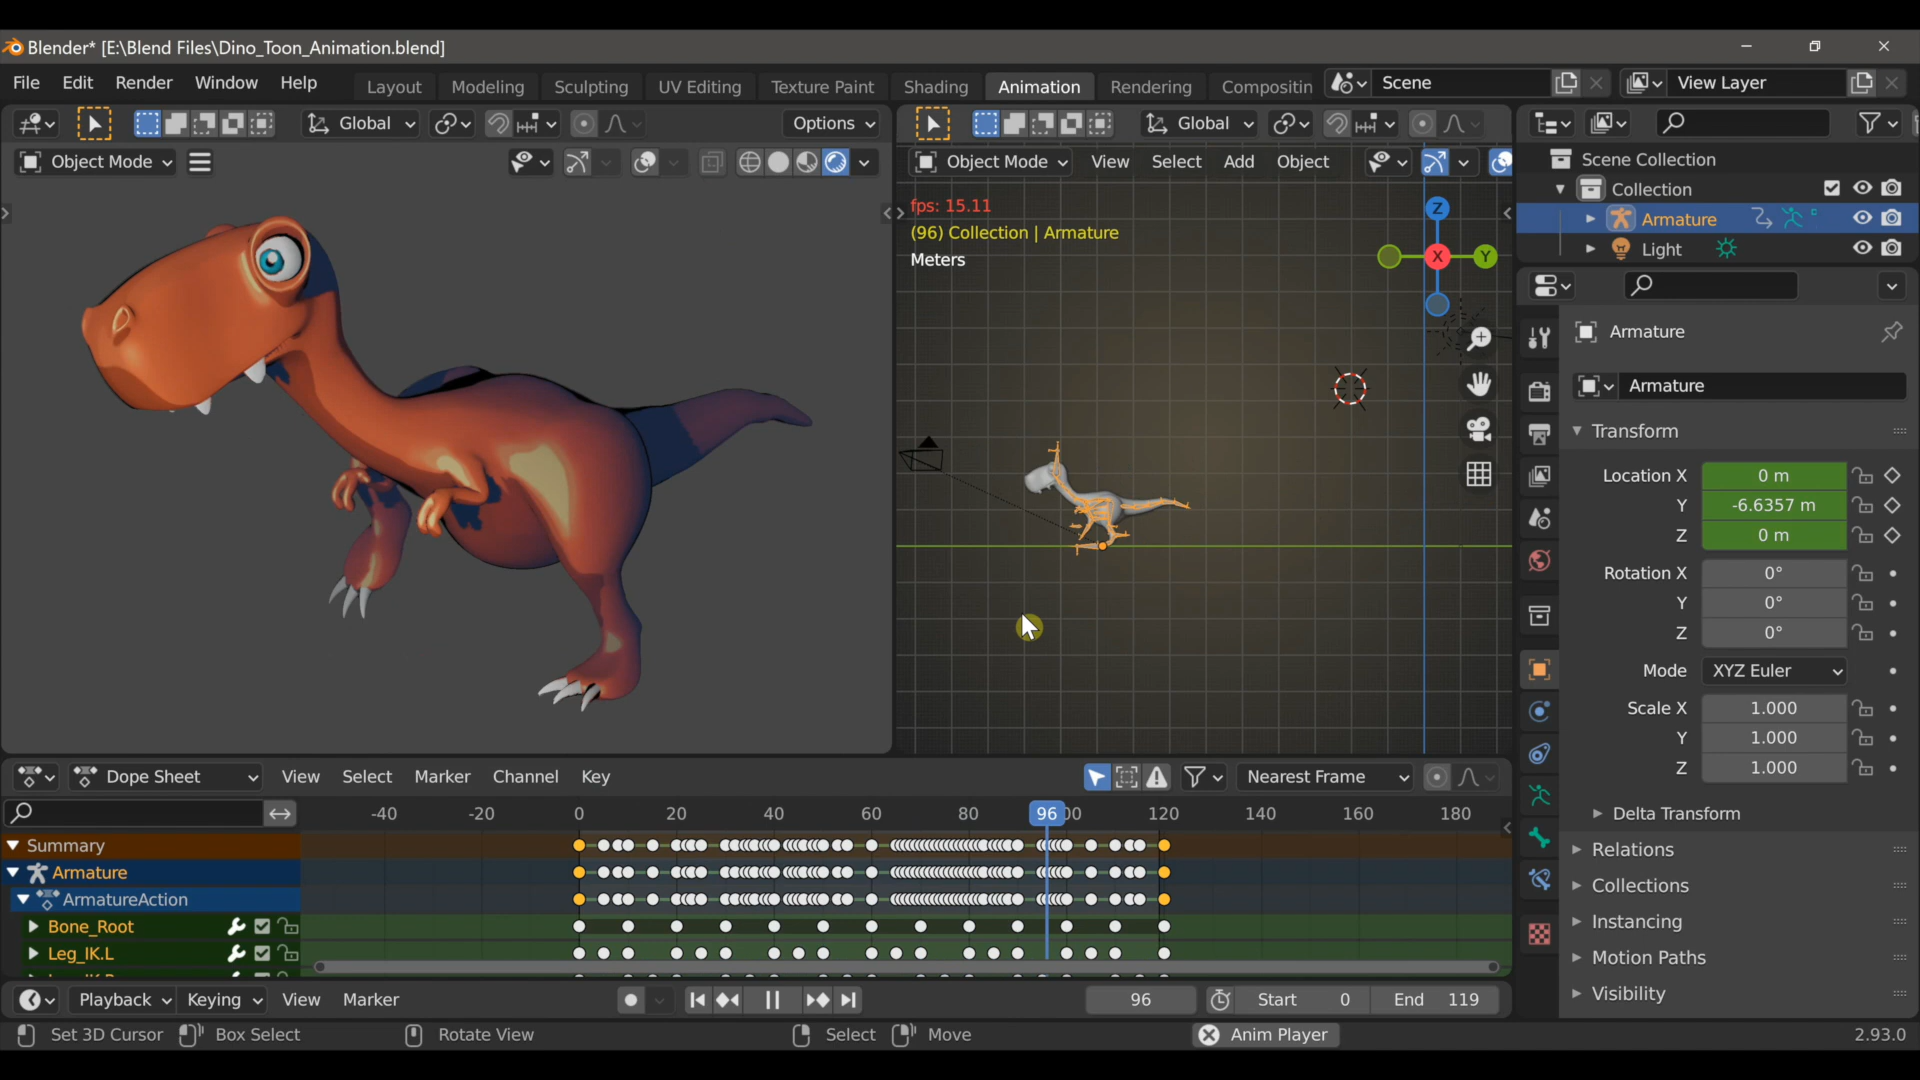 Blender* [E:\Blend Files\Dino_Toon_Animation.blend]
File Edit Render Window Help
Layout Modeling Sculpting UV Editing Texture Paint Shading Animation Rendering Compositin
Scene
View Layer
Global
Options
Object Mode
Global
Object Mode View Select Add Object
fps: 15.11
(96) Collection | Armature
Meters
Z
X
Y
Scene Collection
Collection
Armature
Light
Armature
Armature
Transform
Location X 0 m
Y -6.6357 m
Z 0 m
Rotation X 0°
Y 0°
Z 0°
Mode XYZ Euler
Scale X 1.000
Y 1.000
Z 1.000
Delta Transform
Relations
Collections
Instancing
Motion Paths
Visibility
Dope Sheet View Select Marker Channel Key
Nearest Frame
-40 -20 0 20 40 60 80 96 00 120 140 160 180
Summary
Armature
ArmatureAction
Bone_Root
Leg_IK.L
Playback Keying View Marker
96
Start 0 End 119
Set 3D Cursor Box Select Rotate View Select Move Anim Player 2.93.0